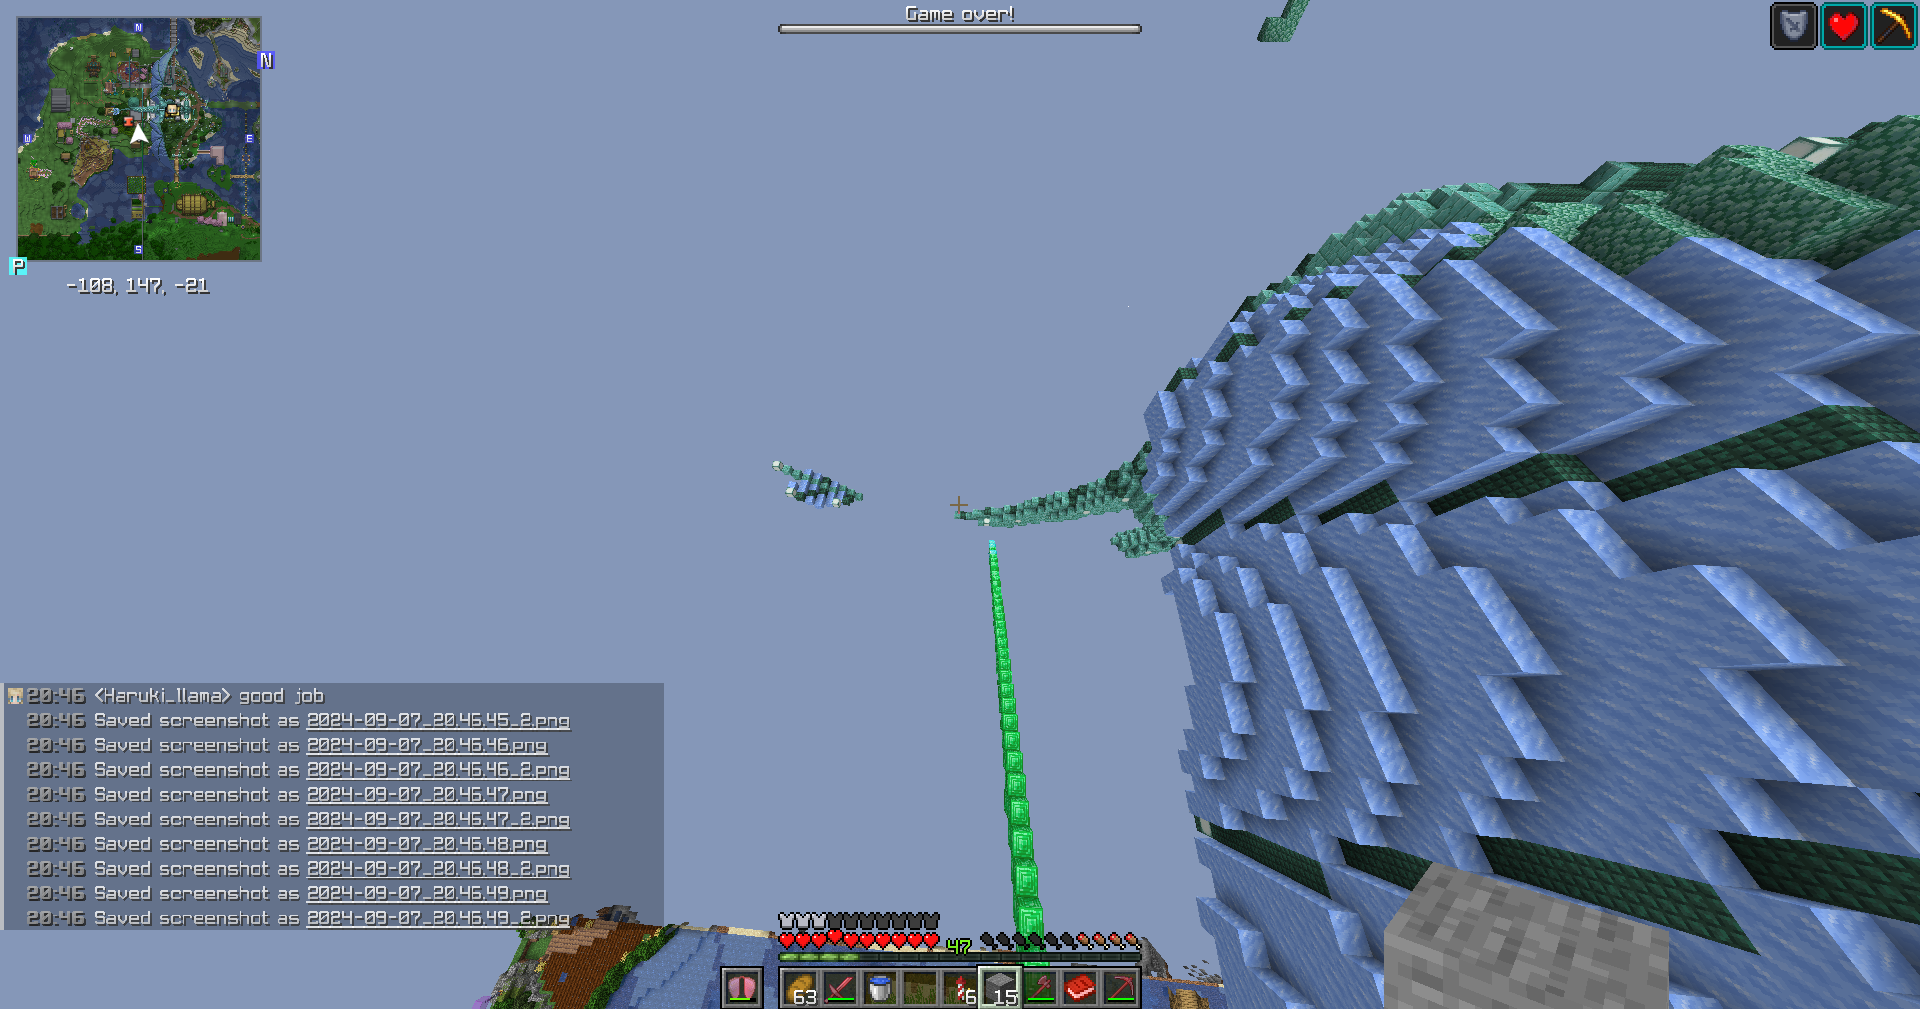 Game over!
N
N
W
E
S
P
-108, 147, -21
20:46 <Haruki_llama> good job
20:46 Saved screenshot as 2024-09-07_20.46.45_2.png
20:46 Saved screenshot as 2024-09-07_20.46.46.png
20:46 Saved screenshot as 2024-09-07_20.46.46_2.png
20:46 Saved screenshot as 2024-09-07_20.46.47.png
20:46 Saved screenshot as 2024-09-07_20.46.47_2.png
20:46 Saved screenshot as 2024-09-07_20.46.48.png
20:46 Saved screenshot as 2024-09-07_20.46.48_2.png
20:46 Saved screenshot as 2024-09-07_20.46.49.png
20:46 Saved screenshot as 2024-09-07_20.46.49_2.png
47
63 6 15